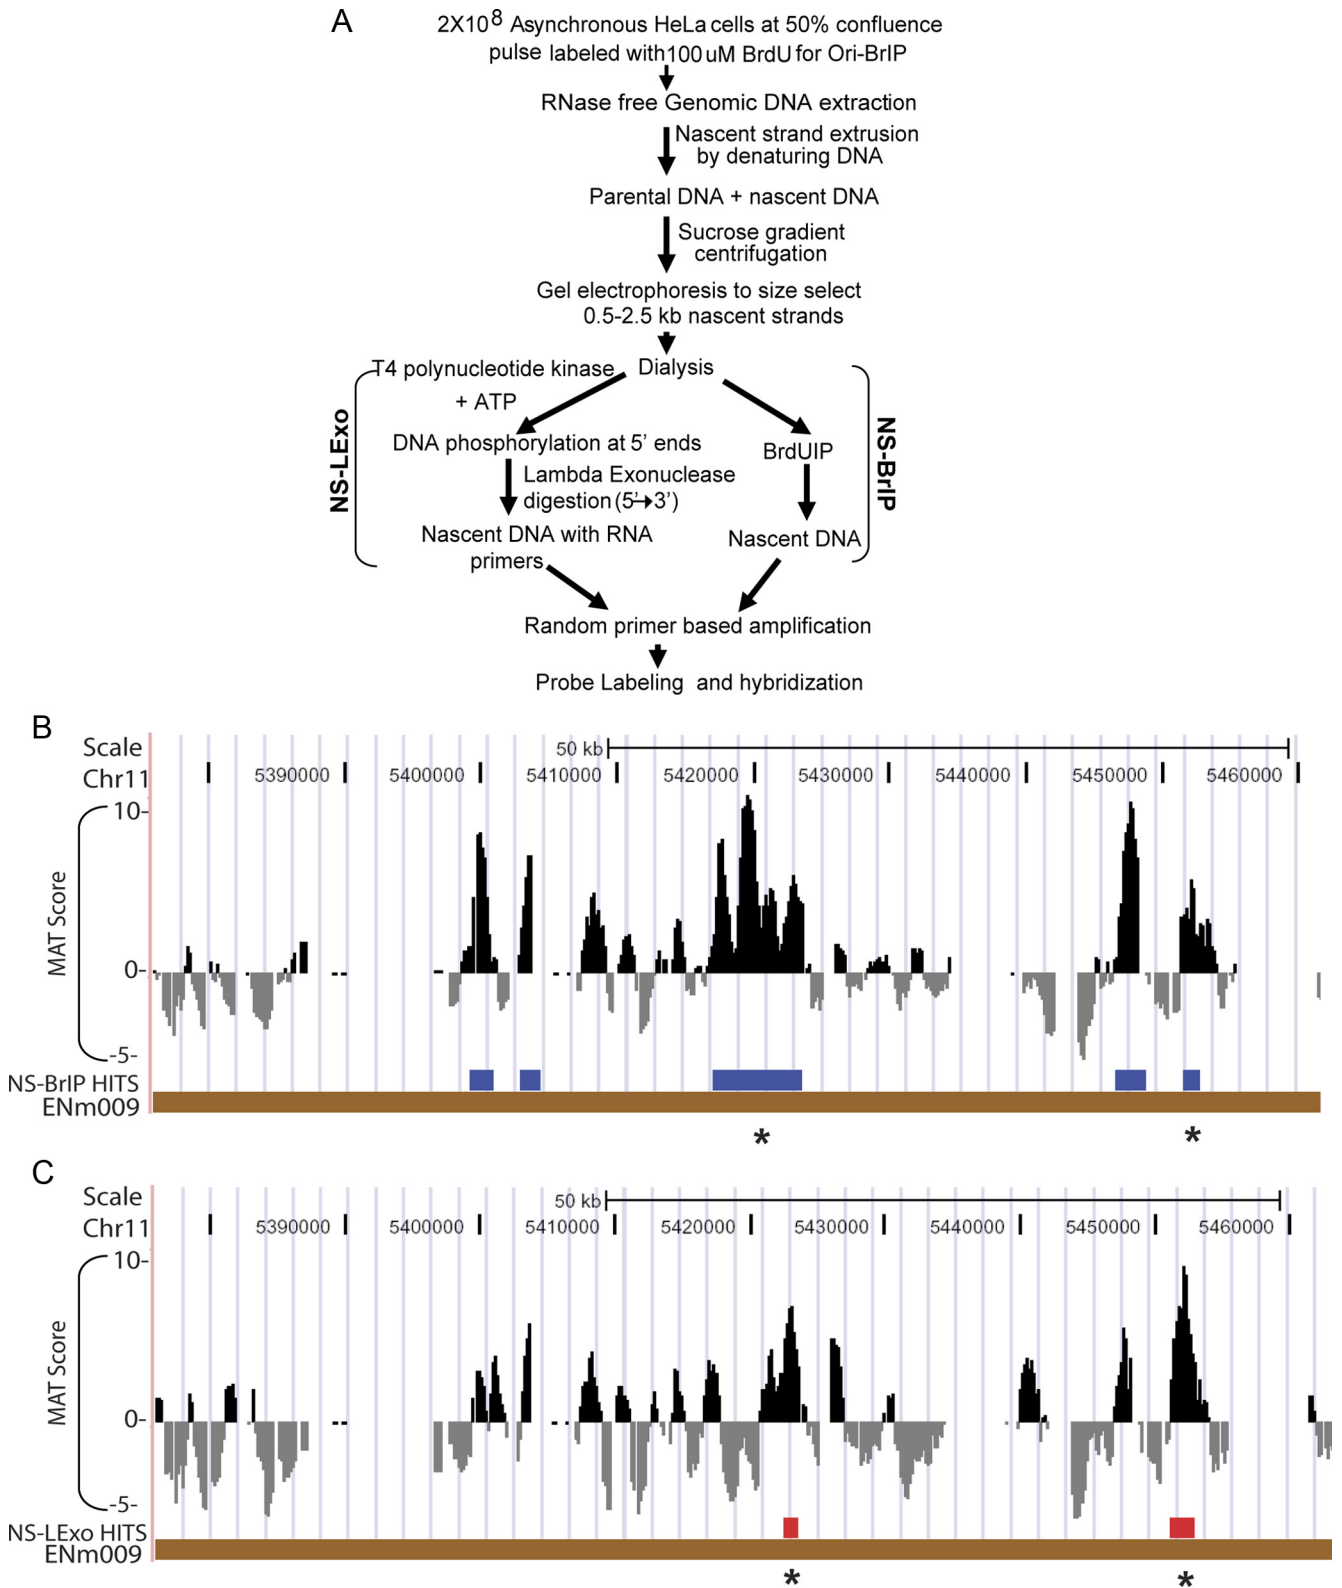 A
2X10⁸ Asynchronous HeLa cells at 50% confluence
pulse labeled with 100 uM BrdU for Ori-BrIP
RNase free Genomic DNA extraction
Nascent strand extrusion
by denaturing DNA
Parental DNA + nascent DNA
Sucrose gradient
centrifugation
Gel electrophoresis to size select
0.5-2.5 kb nascent strands
T4 polynucleotide kinase
+ ATP
Dialysis
NS-LExo
DNA phosphorylation at 5’ ends
BrdUIP
NS-BrIP
Lambda Exonuclease
digestion (5’→3’)
Nascent DNA with RNA
primers
Nascent DNA
Random primer based amplification
Probe Labeling and hybridization
B
Scale 50 kb
Chr11 5390000 5400000 5410000 5420000 5430000 5440000 5450000 5460000
10-
MAT Score
0-
-5-
NS-BrIP HITS
ENm009
* *
C
Scale 50 kb
Chr11 5390000 5400000 5410000 5420000 5430000 5440000 5450000 5460000
10-
MAT Score
0-
-5-
NS-LExo HITS
ENm009
* *